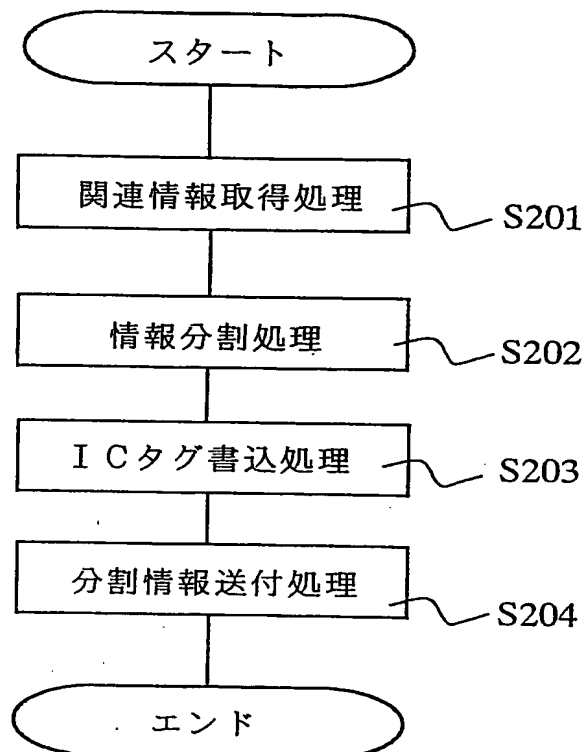 スタート
関連情報取得処理
S201
情報分割処理
S202
ICタグ書込処理
S203
分割情報送付処理
S204
エンド